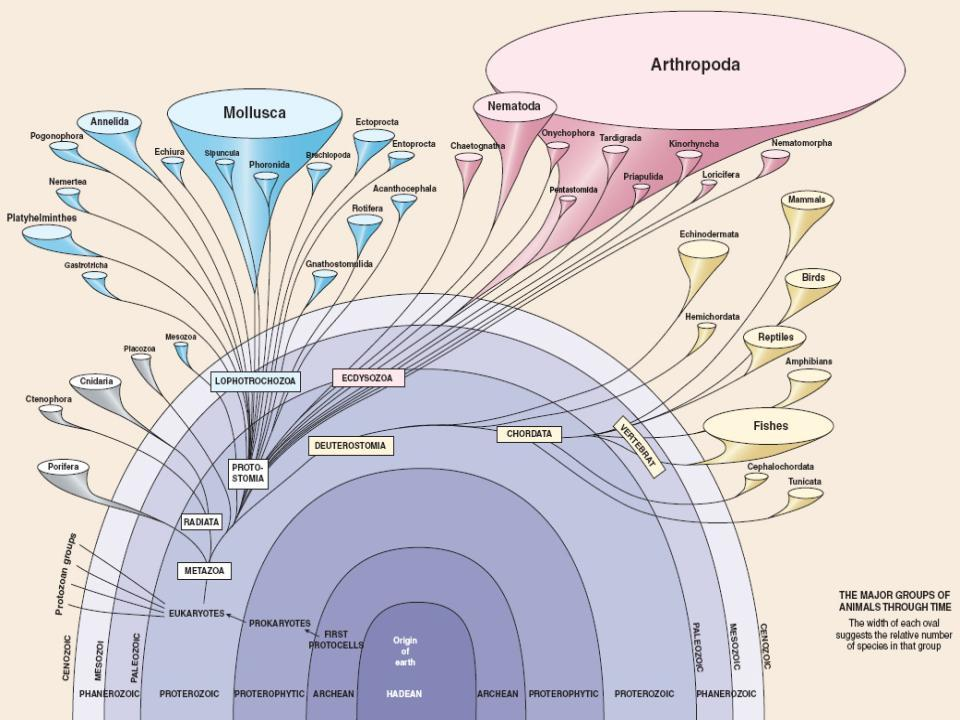 Arthropoda
Nematoda
Mollusca
Annelida
Ectoprocta
Pogonophora
Echiura
Sipuncula
Phoronida
Brachiopoda
Entoprocta
Chaetognatha
Onychophora
Tardigrada
Kinorhyncha
Nematomorpha
Nemertea
Acanthocephala
Pentastomida
Priapulida
Loricifera
Mammals
Platyhelminthes
Rotifera
Echinodermata
Gastrotricha
Gnathostomulida
Birds
Hemichordata
Reptiles
Mesozoa
Placozoa
Amphibians
Cnidaria
LOPHOTROCHOZOA
ECDYSOZOA
Ctenophora
Fishes
CHORDATA
VERTEBRAT
DEUTEROSTOMIA
Porifera
PROTO-
STOMIA
Cephalochordata
Tunicata
RADIATA
METAZOA
Protozoan groups
EUKARYOTES
PROKARYOTES
FIRST
PROTOCELLS
Origin
of
earth
THE MAJOR GROUPS OF
ANIMALS THROUGH TIME
The width of each oval
suggests the relative number
of species in that group
CENOZOIC
MESOZOI
PALEOZOIC
PALEOZOIC
MESOZOIC
CENOZOIC
PHANEROZOIC
PROTEROZOIC
PROTEROPHYTIC
ARCHEAN
HADEAN
ARCHEAN
PROTEROPHYTIC
PROTEROZOIC
PHANEROZOIC